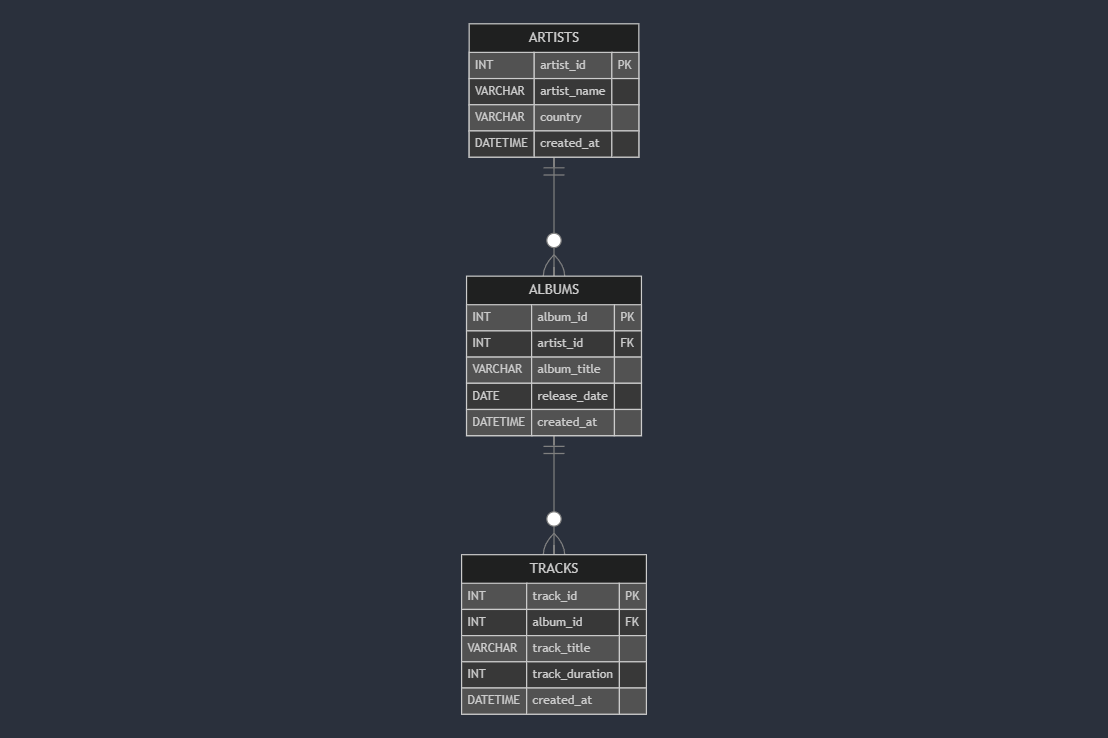 ARTISTS
INT artist_id PK
VARCHAR artist_name
VARCHAR country
DATETIME created_at
ALBUMS
INT album_id PK
INT artist_id FK
VARCHAR album_title
DATE release_date
DATETIME created_at
TRACKS
INT track_id PK
INT album_id FK
VARCHAR track_title
INT track_duration
DATETIME created_at